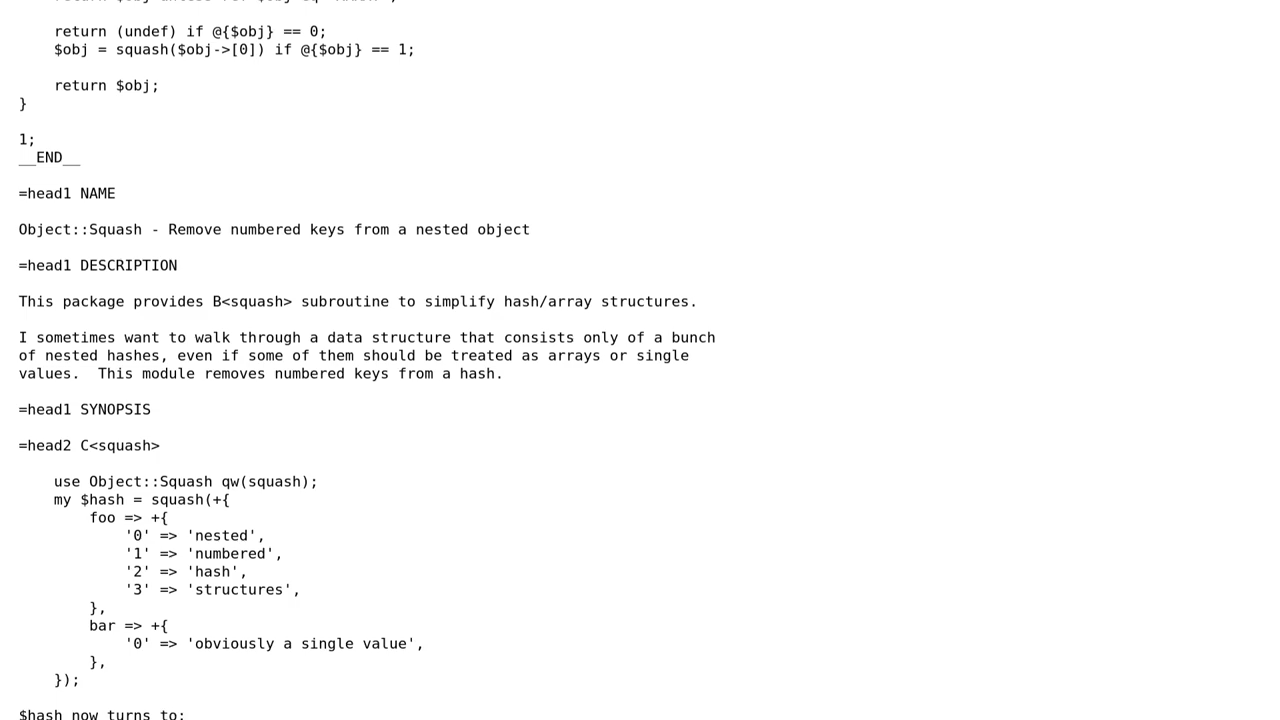 return (undef) if @{$obj} == 0;
$obj = squash($obj->[0]) if @{$obj} == 1;
return $obj;
}
1;
__END__
=head1 NAME
Object::Squash - Remove numbered keys from a nested object
=head1 DESCRIPTION
This package provides B<squash> subroutine to simplify hash/array structures.
I sometimes want to walk through a data structure that consists only of a bunch
of nested hashes, even if some of them should be treated as arrays or single
values.  This module removes numbered keys from a hash.
=head1 SYNOPSIS
=head2 C<squash>
use Object::Squash qw(squash);
my $hash = squash(+{
foo => +{
'0' => 'nested',
'1' => 'numbered',
'2' => 'hash',
'3' => 'structures',
},
bar => +{
'0' => 'obviously a single value',
},
});
$hash now turns to: